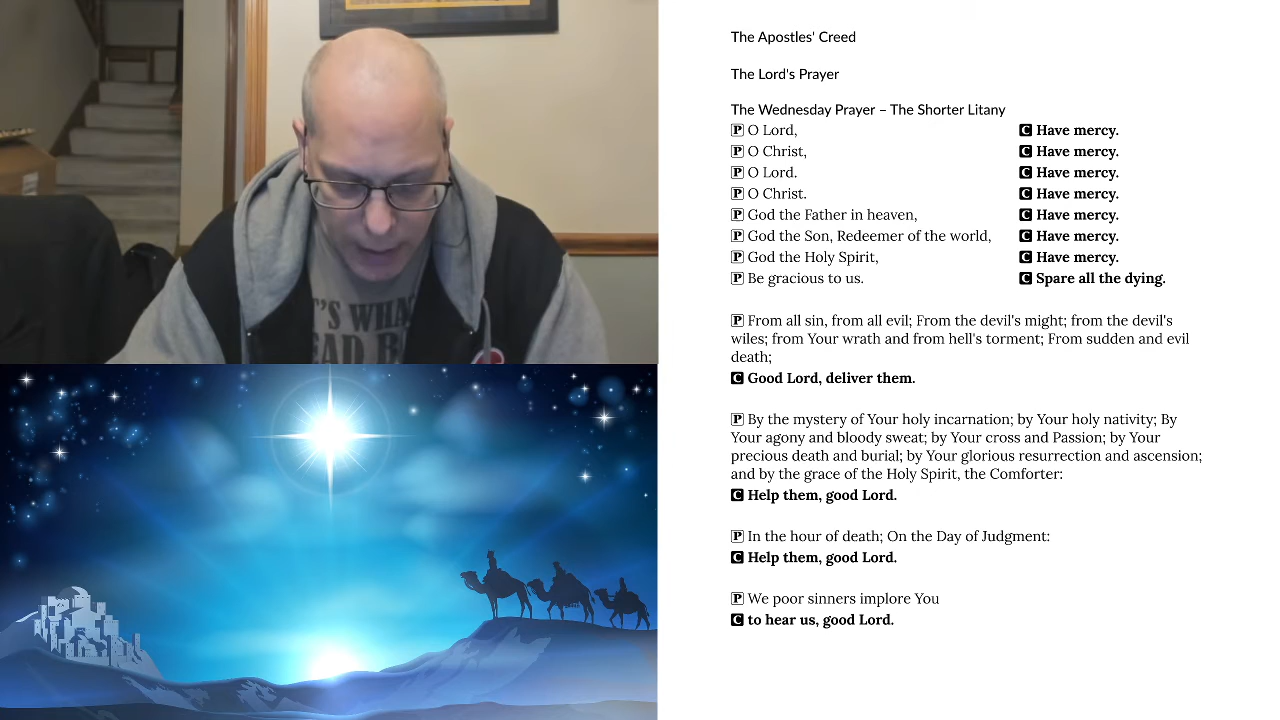 T'S WHA
EAD B
The Apostles' Creed
The Lord's Prayer
The Wednesday Prayer – The Shorter Litany
P O Lord, C Have mercy.
P O Christ, C Have mercy.
P O Lord. C Have mercy.
P O Christ. C Have mercy.
P God the Father in heaven, C Have mercy.
P God the Son, Redeemer of the world, C Have mercy.
P God the Holy Spirit, C Have mercy.
P Be gracious to us. C Spare all the dying.
P From all sin, from all evil; From the devil's might; from the devil's
wiles; from Your wrath and from hell's torment; From sudden and evil
death;
C Good Lord, deliver them.
P By the mystery of Your holy incarnation; by Your holy nativity; By
Your agony and bloody sweat; by Your cross and Passion; by Your
precious death and burial; by Your glorious resurrection and ascension;
and by the grace of the Holy Spirit, the Comforter:
C Help them, good Lord.
P In the hour of death; On the Day of Judgment:
C Help them, good Lord.
P We poor sinners implore You
C to hear us, good Lord.